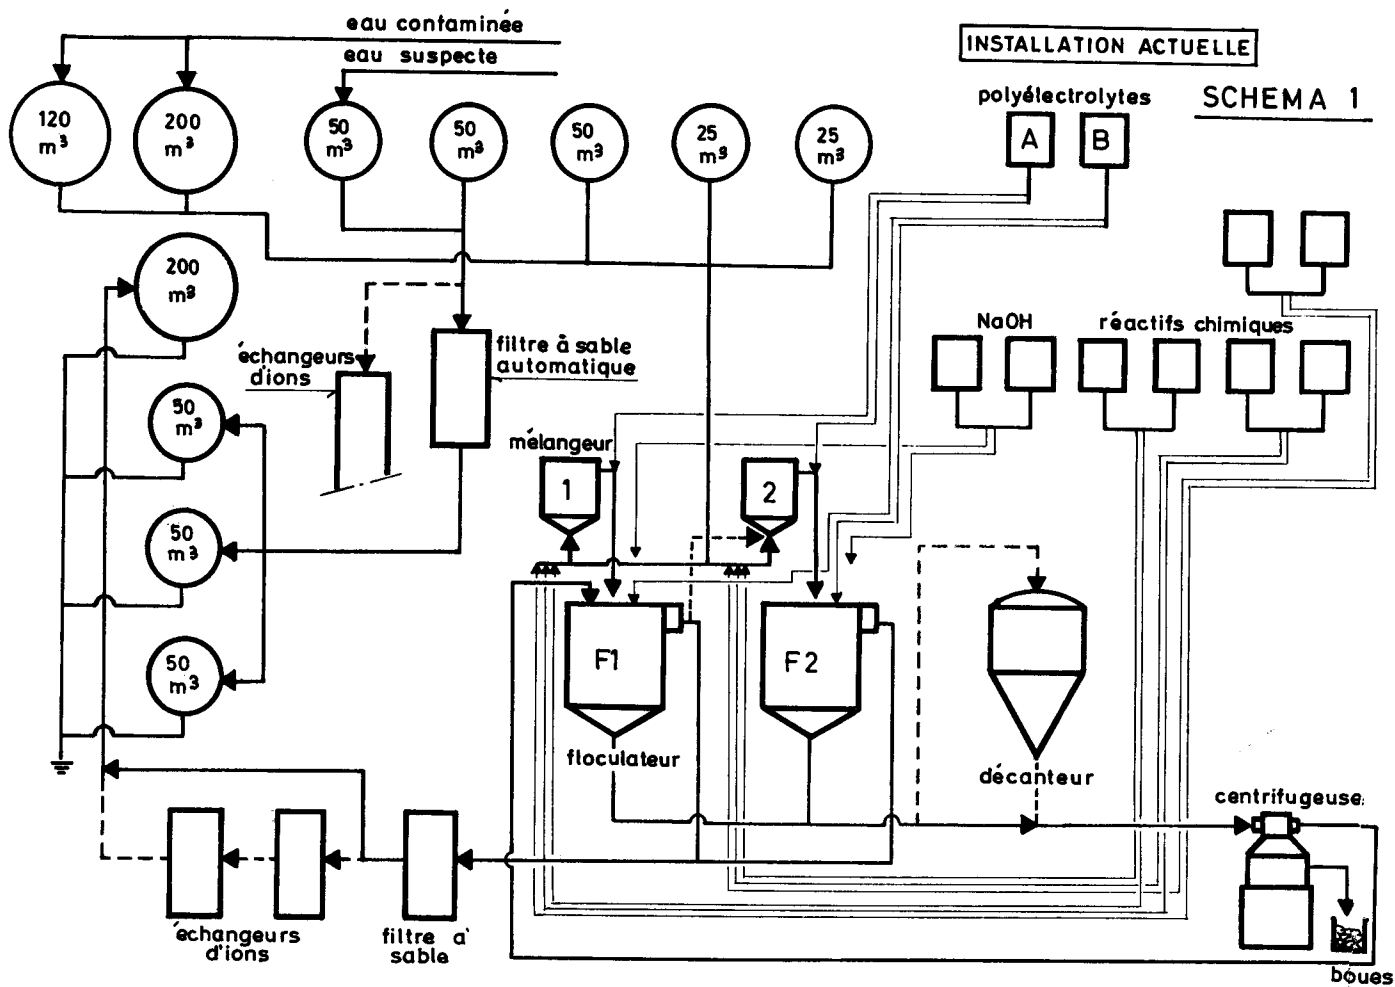 eau contaminée
eau suspecte
INSTALLATION ACTUELLE
polyélectrolytes
SCHEMA 1
120
m³
200
m³
50
m³
50
m³
50
m³
25
m³
25
m³
A
B
200
m³
NaOH
réactifs chimiques
échangeurs
d'ions
filtre à sable
automatique
50
m³
mélangeur
1
2
50
m³
50
m³
F1
F2
floculateur
décanteur
centrifugeuse
échangeurs
d'ions
filtre a'
sable
boues